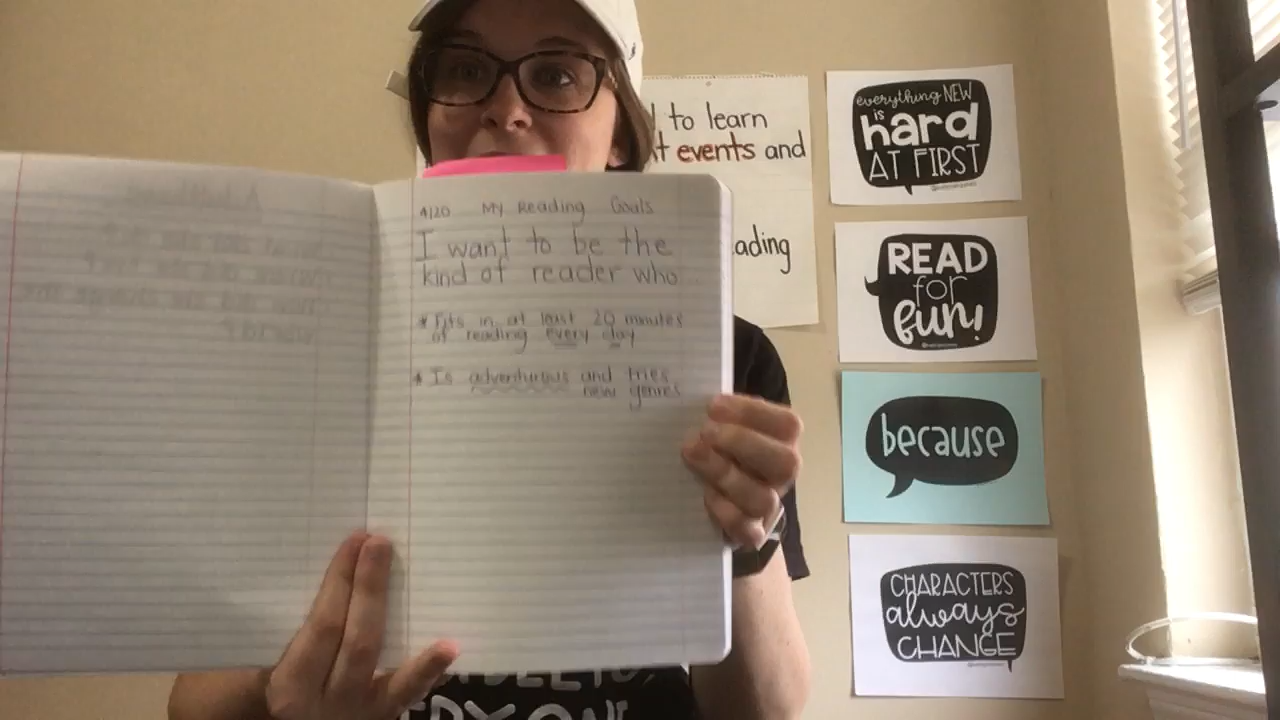 4/20 My Reading Goals
I want to be the
kind of reader who...
* Fits in at least 20 minutes
of reading every day
* Is adventurous and tries
new genres
to learn
events and
ading
everything NEW
is
hard
AT FIRST
READ
for
fun!
because
CHARACTERS
always
CHANGE